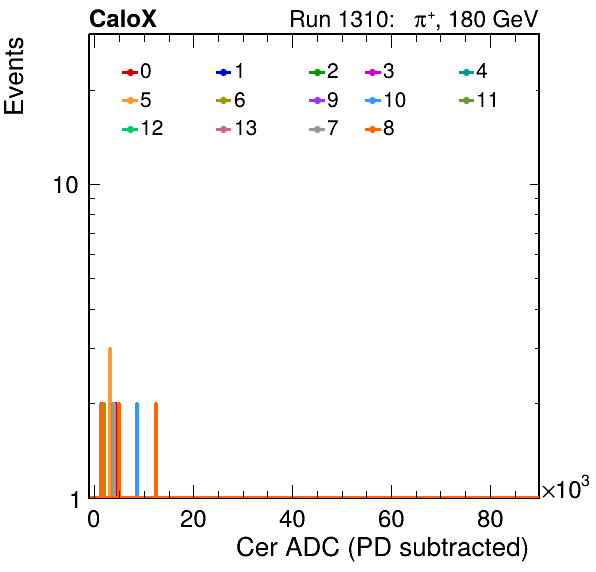 CaloX Run 1310: π⁺, 180 GeV
Events
0 1 2 3 4
5 6 9 10 11
12 13 7 8
10
1
0 20 40 60 80
×10³
Cer ADC (PD subtracted)